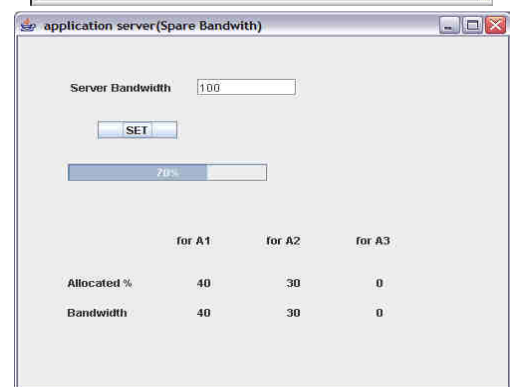 application server(Spare Bandwith)
Server Bandwidth 100
SET
70%
for A1 for A2 for A3
Allocated % 40 30 0
Bandwidth 40 30 0